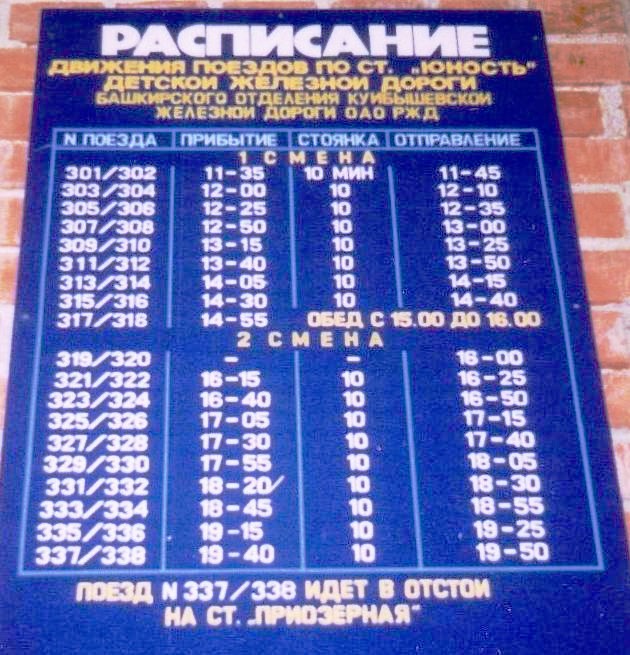 РАСПИСАНИЕ
ДВИЖЕНИЯ ПОЕЗДОВ ПО СТ. „ЮНОСТЬ"
ДЕТСКОЙ ЖЕЛЕЗНОЙ ДОРОГИ
БАШКИРСКОГО ОТДЕЛЕНИЯ КУЙБЫШЕВСКОЙ
ЖЕЛЕЗНОЙ ДОРОГИ ОАО РЖД
N ПОЕЗДА ПРИБЫТИЕ СТОЯНКА ОТПРАВЛЕНИЕ
1 СМЕНА
301/302 11-35 10 МИН 11-45
303/304 12-00 10 12-10
305/306 12-25 10 12-35
307/308 12-50 10 13-00
309/310 13-15 10 13-25
311/312 13-40 10 13-50
313/314 14-05 10 14-15
315/316 14-30 10 14-40
317/318 14-55 ОБЕД С 15.00 ДО 16.00
2 СМЕНА
319/320 - - 16-00
321/322 16-15 10 16-25
323/324 16-40 10 16-50
325/326 17-05 10 17-15
327/328 17-30 10 17-40
329/330 17-55 10 18-05
331/332 18-20/ 10 18-30
333/334 18-45 10 18-55
335/336 19-15 10 19-25
337/338 19-40 10 19-50
ПОЕЗД N 337/338 ИДЕТ В ОТСТОЙ
НА СТ. „ПРИОЗЕРНАЯ"